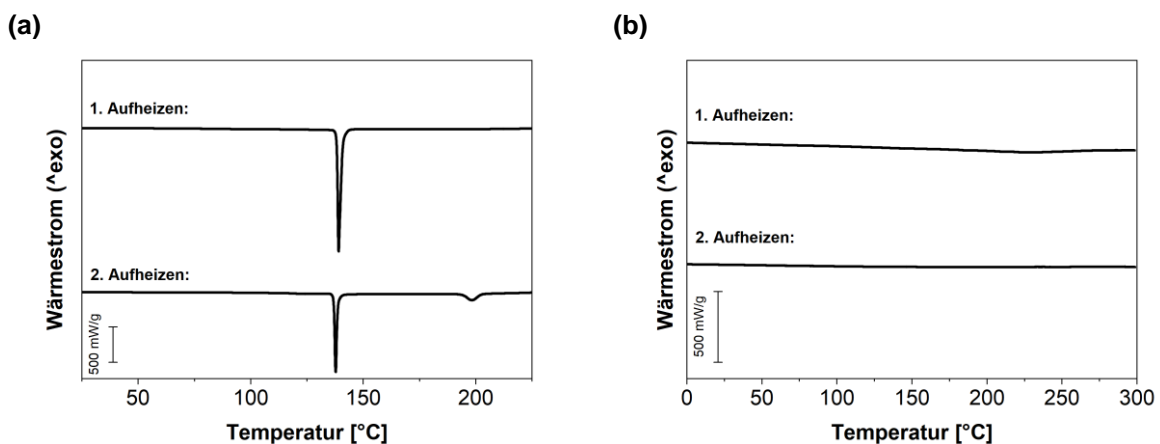 (a)
1. Aufheizen:
2. Aufheizen:
500 mW/g
Wärmestrom (^exo)
50 100 150 200
Temperatur [°C]
(b)
1. Aufheizen:
2. Aufheizen:
500 mW/g
Wärmestrom (^exo)
0 50 100 150 200 250 300
Temperatur [°C]